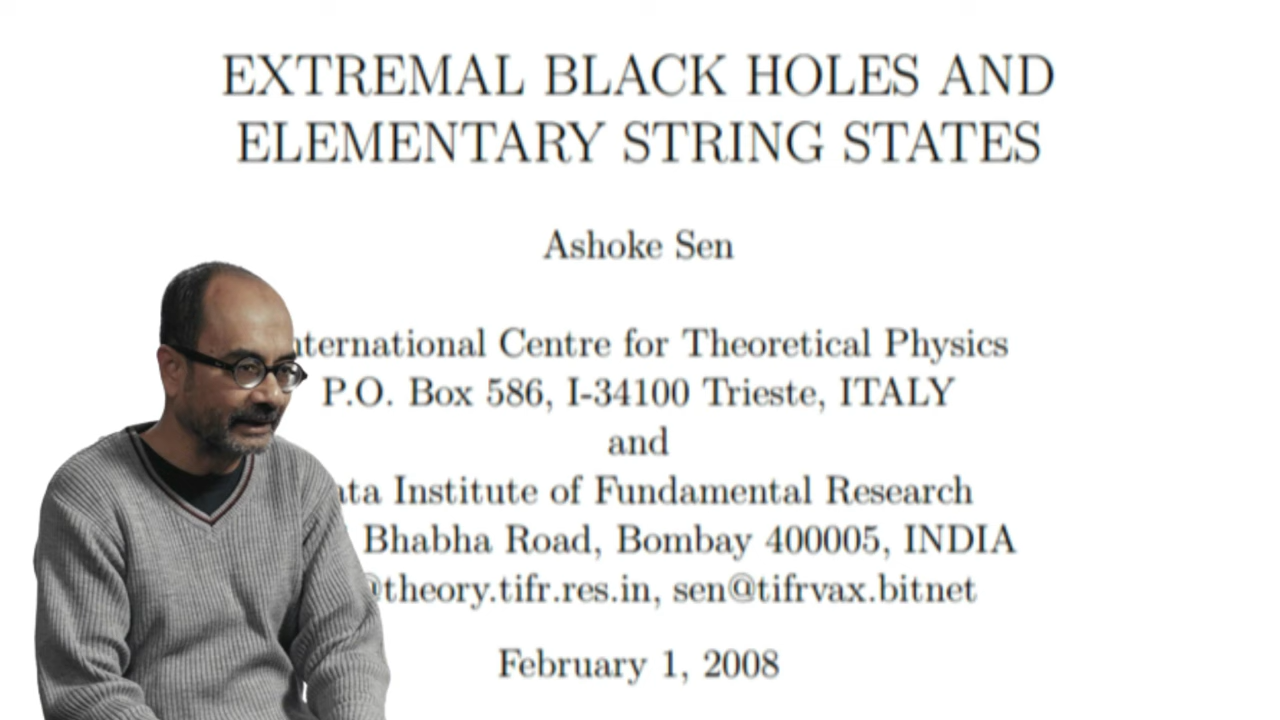 EXTREMAL BLACK HOLES AND
ELEMENTARY STRING STATES
Ashoke Sen
nternational Centre for Theoretical Physics
P.O. Box 586, I-34100 Trieste, ITALY
and
ata Institute of Fundamental Research
Bhabha Road, Bombay 400005, INDIA
@theory.tifr.res.in, sen@tifrvax.bitnet
February 1, 2008